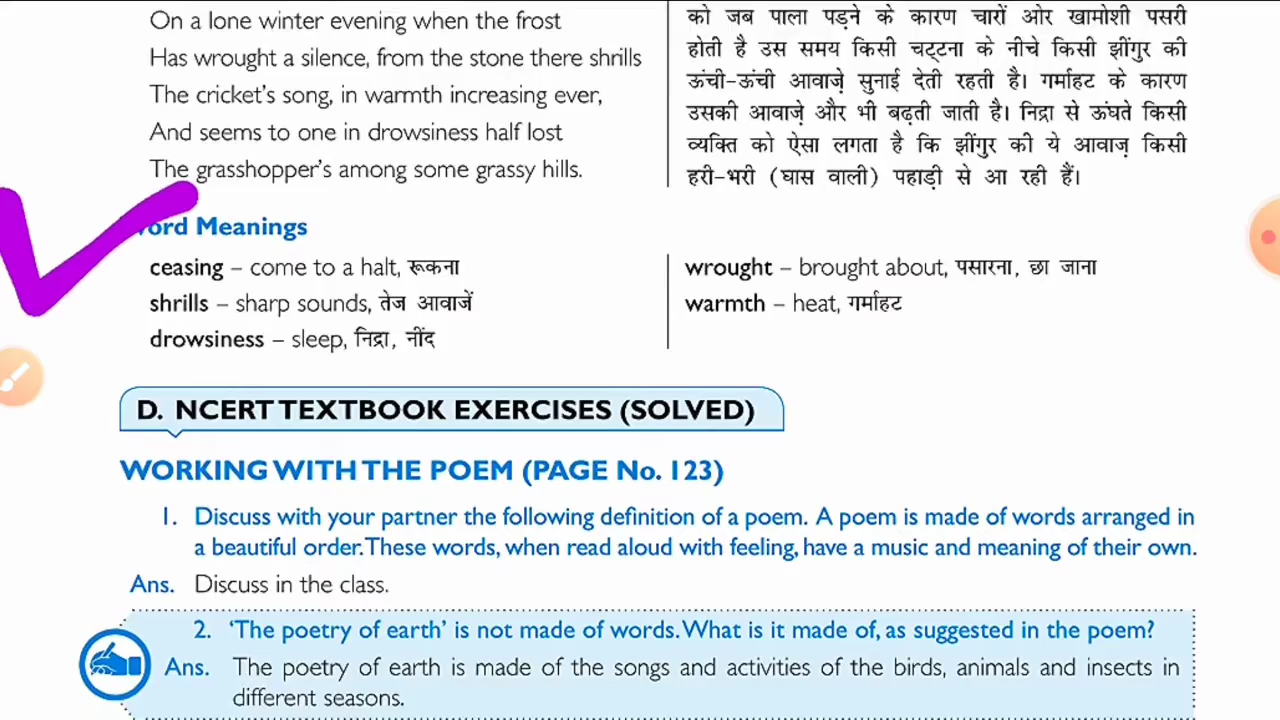 On a lone winter evening when the frost
Has wrought a silence, from the stone there shrills
The cricket's song, in warmth increasing ever,
And seems to one in drowsiness half lost
The grasshopper's among some grassy hills.
को जब पाला पड़ने के कारण चारों ओर खामोशी पसरी
होती है उस समय किसी चट्टना के नीचे किसी झींगुर की
ऊंची-ऊंची आवाज़े सुनाई देती रहती है। गर्माहट के कारण
उसकी आवाज़े और भी बढ़ती जाती है। निद्रा से ऊंघते किसी
व्यक्ति को ऐसा लगता है कि झींगुर की ये आवाज़ किसी
हरी-भरी (घास वाली) पहाड़ी से आ रही हैं।
ord Meanings
ceasing – come to a halt, रूकना
shrills – sharp sounds, तेज आवाजें
drowsiness – sleep, निद्रा, नींद
wrought – brought about, पसारना, छा जाना
warmth – heat, गर्माहट
D. NCERT TEXTBOOK EXERCISES (SOLVED)
WORKING WITH THE POEM (PAGE No. 123)
1. Discuss with your partner the following definition of a poem. A poem is made of words arranged in
a beautiful order. These words, when read aloud with feeling, have a music and meaning of their own.
Ans. Discuss in the class.
2. 'The poetry of earth' is not made of words. What is it made of, as suggested in the poem?
Ans. The poetry of earth is made of the songs and activities of the birds, animals and insects in
different seasons.